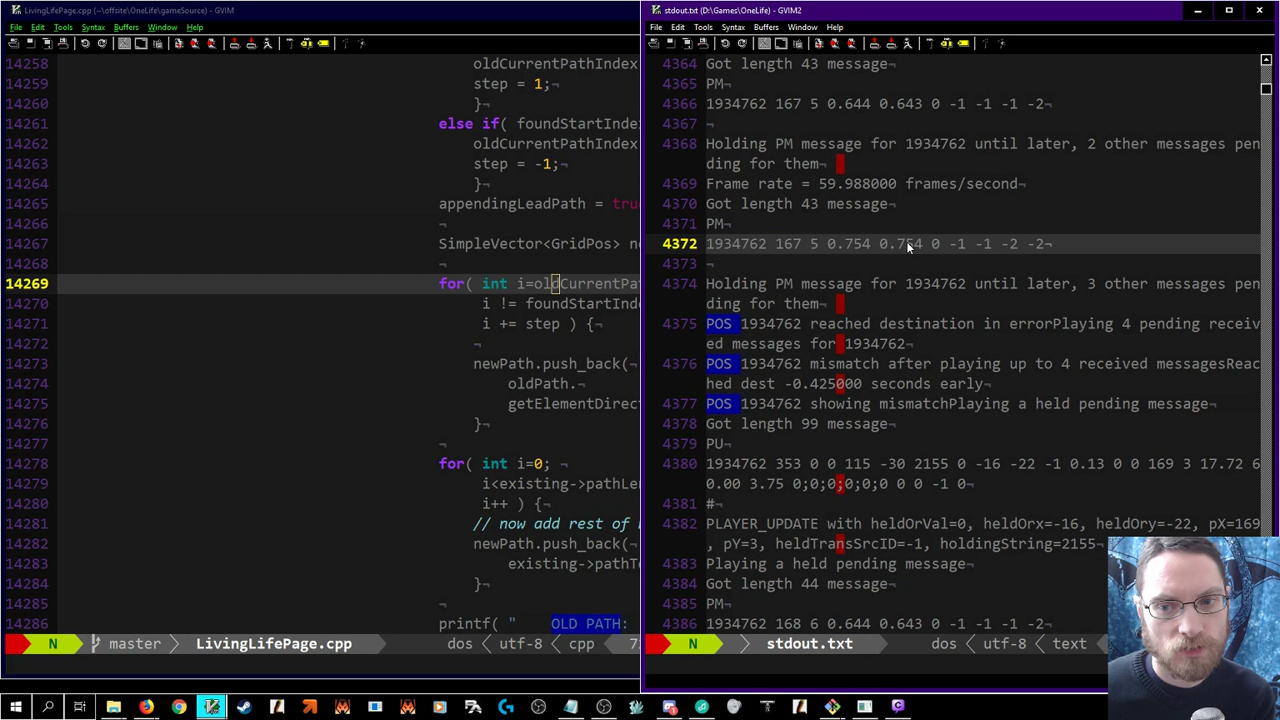 LivingLifePage.cpp (~\offsite\OneLife\gameSource) - GVIM
File Edit Tools Syntax Buffers Window Help
14258 oldCurrentPathIndex
14259 step = 1;¬
14260 }¬
14261 else if( foundStartInde
14262 oldCurrentPathIndex
14263 step = -1;¬
14264 }¬
14265 appendingLeadPath = tru
14266 ¬
14267 SimpleVector<GridPos> n
14268 ¬
14269 for( int i=oldCurrentPa
14270 i != foundStartInde
14271 i += step ) {¬
14272 ¬
14273 newPath.push_back(¬
14274 oldPath.¬
14275 getElementDirec
14276 }¬
14277 ¬
14278 for( int i=0; ¬
14279 i<existing->pathLe
14280 i++ ) {¬
14281 // now add rest of
14282 newPath.push_back(¬
14283 existing->pathTo
14284 }¬
14285 ¬
14286 printf( " OLD PATH:
N master LivingLifePage.cpp dos utf-8 cpp
stdout.txt (D:\Games\OneLife) - GVIM2
File Edit Tools Syntax Buffers Window Help
4364 Got length 43 message¬
4365 PM¬
4366 1934762 167 5 0.644 0.643 0 -1 -1 -1 -2¬
4367 ¬
4368 Holding PM message for 1934762 until later, 2 other messages pen
ding for them¬
4369 Frame rate = 59.988000 frames/second¬
4370 Got length 43 message¬
4371 PM¬
4372 1934762 167 5 0.754 0.754 0 -1 -1 -2 -2¬
4373 ¬
4374 Holding PM message for 1934762 until later, 3 other messages pen
ding for them¬
4375 POS 1934762 reached destination in errorPlaying 4 pending receiv
ed messages for 1934762¬
4376 POS 1934762 mismatch after playing up to 4 received messagesReac
hed dest -0.425000 seconds early¬
4377 POS 1934762 showing mismatchPlaying a held pending message¬
4378 Got length 99 message¬
4379 PU¬
4380 1934762 353 0 0 115 -30 2155 0 -16 -22 -1 0.13 0 0 169 3 17.72 6
0.00 3.75 0;0;0;0;0;0 0 0 -1 0¬
4381 #¬
4382 PLAYER_UPDATE with heldOrVal=0, heldOrx=-16, heldOry=-22, pX=169
, pY=3, heldTransSrcID=-1, holdingString=2155¬
4383 Playing a held pending message¬
4384 Got length 44 message¬
4385 PM¬
4386 1934762 168 6 0.644 0.643 0 -1 -1 -1 -2¬
N stdout.txt dos utf-8 text